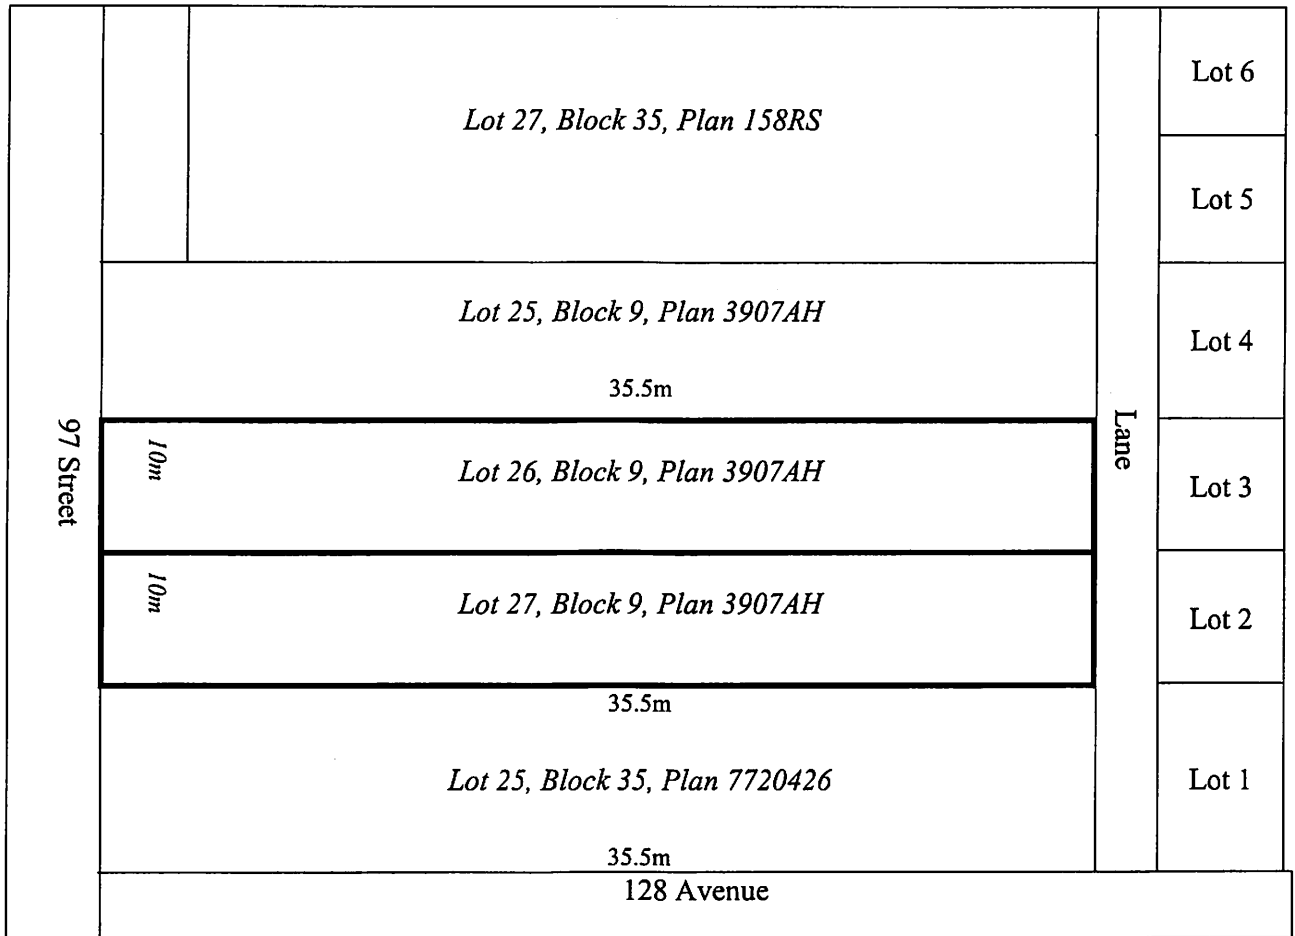 Lot 6
Lot 27, Block 35, Plan 158RS
Lot 5
Lot 25, Block 9, Plan 3907AH
Lot 4
35.5m
97 Street
10m
Lot 26, Block 9, Plan 3907AH
Lane
Lot 3
10m
Lot 27, Block 9, Plan 3907AH
Lot 2
35.5m
Lot 25, Block 35, Plan 7720426
Lot 1
35.5m
128 Avenue